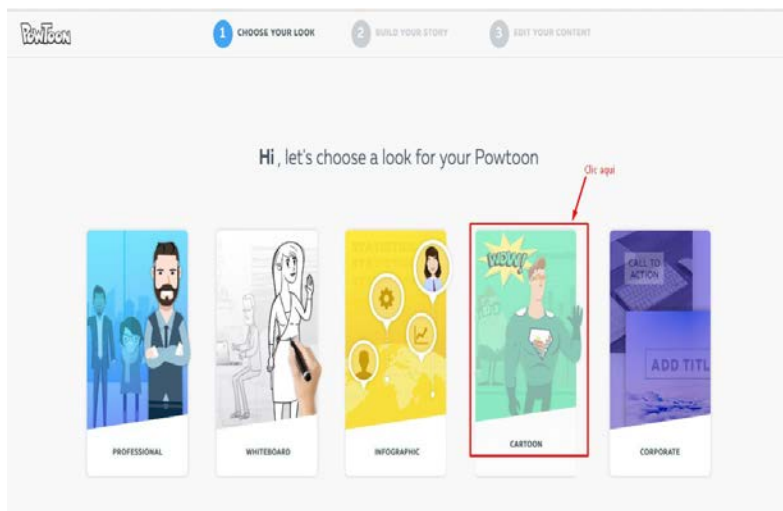 POWTOON
1 CHOOSE YOUR LOOK
2 BUILD YOUR STORY
3 EDIT YOUR CONTENT
Hi, let's choose a look for your Powtoon
Clic aqui
WOW!
CALL TO
ACTION
ADD TITL
PROFESSIONAL
WHITEBOARD
INFOGRAPHIC
CARTOON
CORPORATE